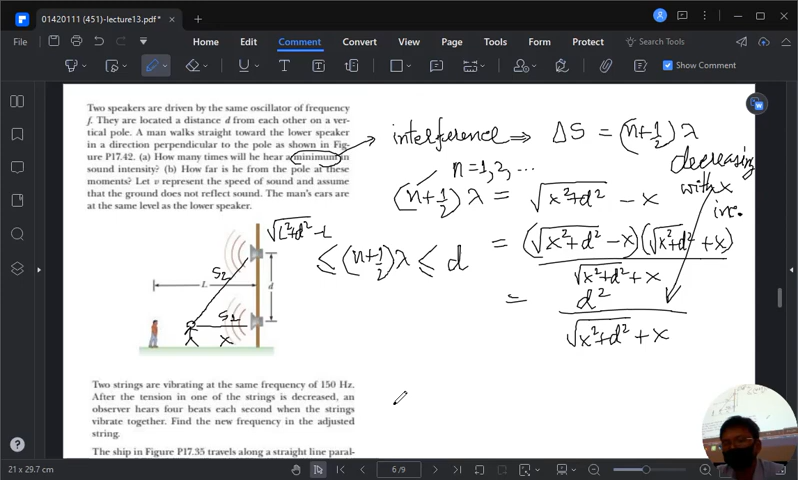 01420111 (451)-lecture13.pdf *
File Home Comment Convert View Organize Tools Form Protect Search Tools
Show Comment
Two speakers are driven by the same oscillator of frequency
f. They are located a distance d from each other on a ver-
tical pole. A man walks straight toward the lower speaker
in a direction perpendicular to the pole as shown in Fig-
ure P17.42. (a) How many times will he hear a minimum in
sound intensity? (b) How far is he from the pole at these
moments? Let v represent the speed of sound and assume
that the ground does not reflect sound. The man's ears are
at the same level as the lower speaker.
interference ⇒ ΔS = (n+½)λ
n = 1, 2, ...
decreasing
with x
inc.
(n+½)λ = √x²+d² - x
= (√x²+d² - x)(√x²+d² + x)
√x²+d² + x
= d²
√x²+d² + x
√L²+d² - L
≤ (n+½)λ ≤ d
S2
L
d
S1
x
Two strings are vibrating at the same frequency of 150 Hz.
After the tension in one of the strings is decreased, an
observer hears four beats each second when the strings
vibrate together. Find the new frequency in the adjusted
string.
The ship in Figure P17.35 travels along a straight line paral-
21 x 29.7 cm
6 /9